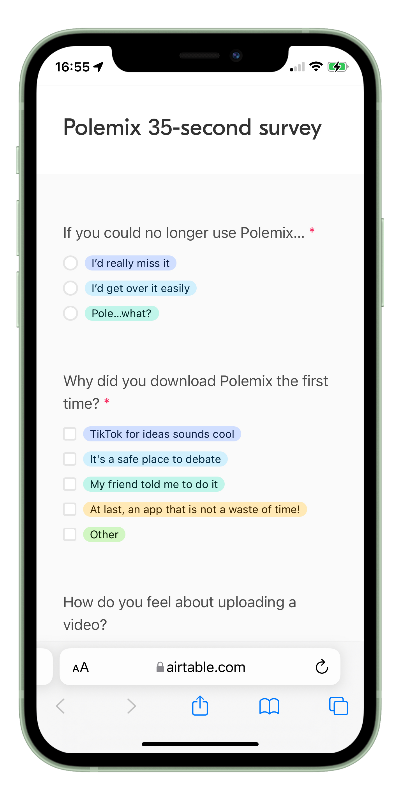 16:55
Polemix 35-second survey
If you could no longer use Polemix... *
I'd really miss it
I'd get over it easily
Pole...what?
Why did you download Polemix the first
time? *
TikTok for ideas sounds cool
It's a safe place to debate
My friend told me to do it
At last, an app that is not a waste of time!
Other
How do you feel about uploading a
video?
AA
airtable.com